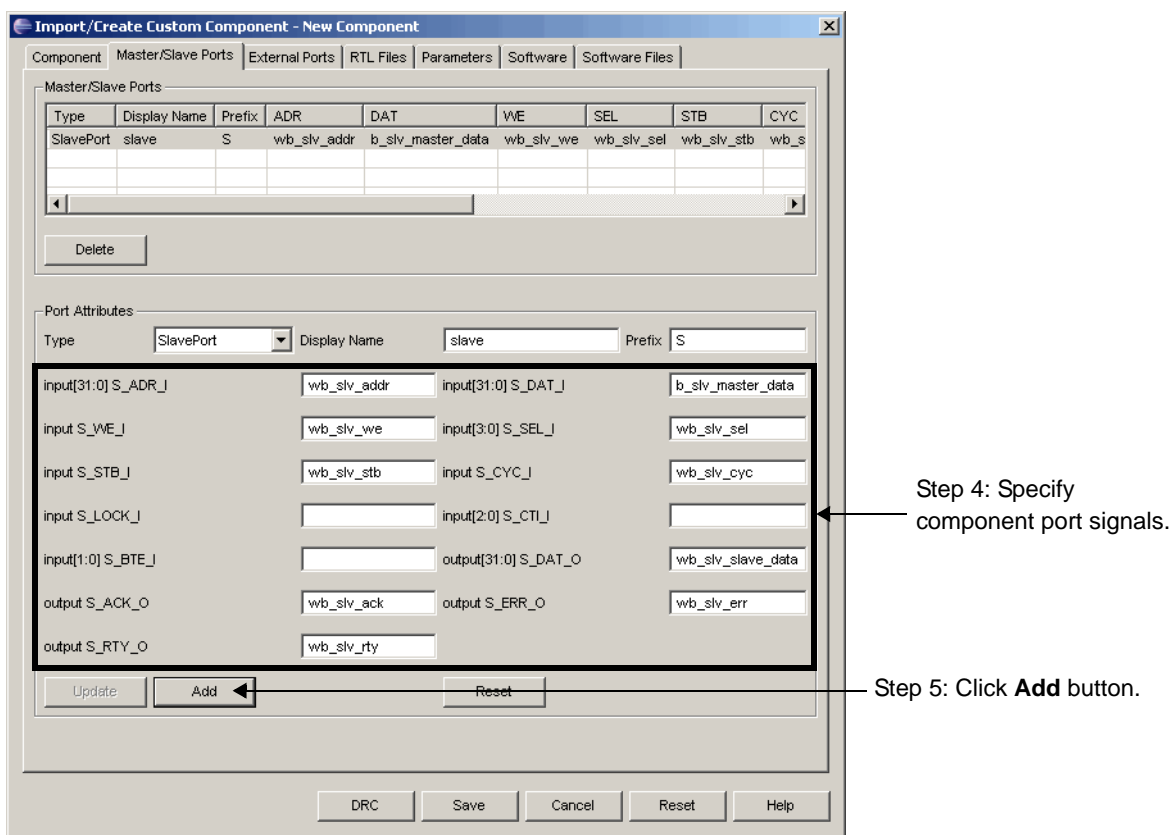 Import/Create Custom Component - New Component
Component Master/Slave Ports External Ports RTL Files Parameters Software Software Files
Master/Slave Ports
Type Display Name Prefix ADR DAT WE SEL STB CYC
SlavePort slave S wb_slv_addr b_slv_master_data wb_slv_we wb_slv_sel wb_slv_stb wb_s
Delete
Port Attributes
Type SlavePort Display Name slave Prefix S
input[31:0] S_ADR_I wb_slv_addr input[31:0] S_DAT_I b_slv_master_data
input S_WE_I wb_slv_we input[3:0] S_SEL_I wb_slv_sel
input S_STB_I wb_slv_stb input S_CYC_I wb_slv_cyc
input S_LOCK_I input[2:0] S_CTI_I
input[1:0] S_BTE_I output[31:0] S_DAT_O wb_slv_slave_data
output S_ACK_O wb_slv_ack output S_ERR_O wb_slv_err
output S_RTY_O wb_slv_rty
Update Add Reset
DRC Save Cancel Reset Help
Step 4: Specify
component port signals.
Step 5: Click Add button.